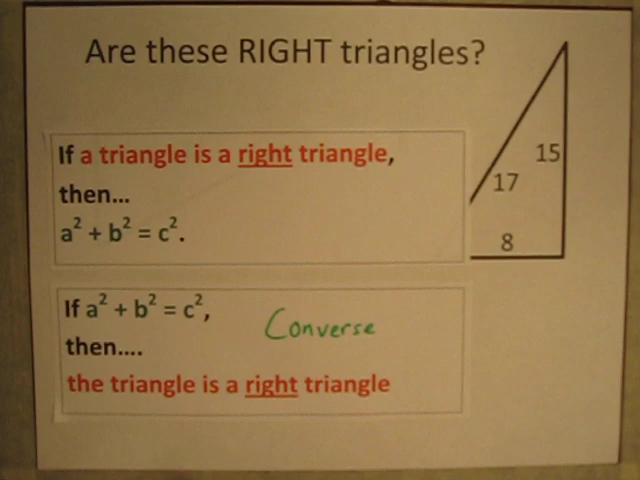 Are these RIGHT triangles?
15
17
8
If a triangle is a right triangle,
then...
a² + b² = c².
If a² + b² = c²,
Converse
then....
the triangle is a right triangle